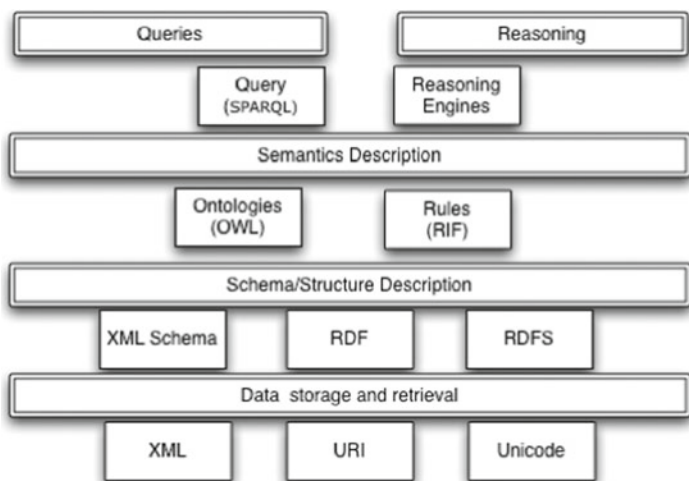 Queries
Reasoning
Query
(SPARQL)
Reasoning
Engines
Semantics Description
Ontologies
(OWL)
Rules
(RIF)
Schema/Structure Description
XML Schema
RDF
RDFS
Data storage and retrieval
XML
URI
Unicode